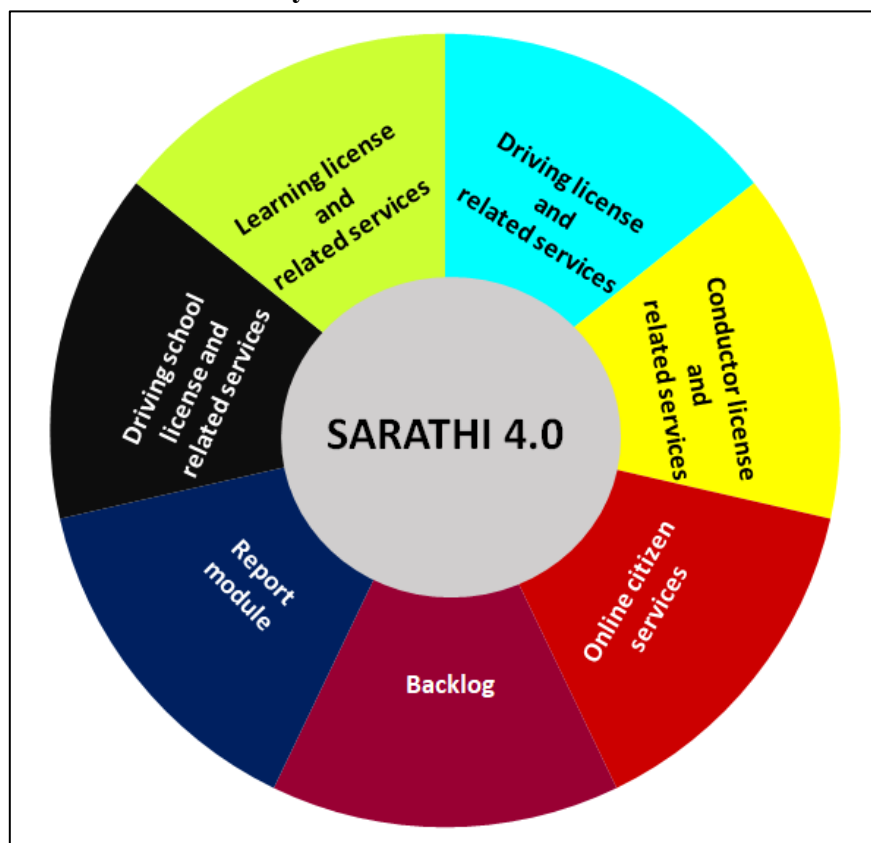 Driving license
and
related services
Conductor license
and
related services
Online citizen
services
Backlog
Report
module
Driving school
license and
related services
Learning license
and
related services
SARATHI 4.0